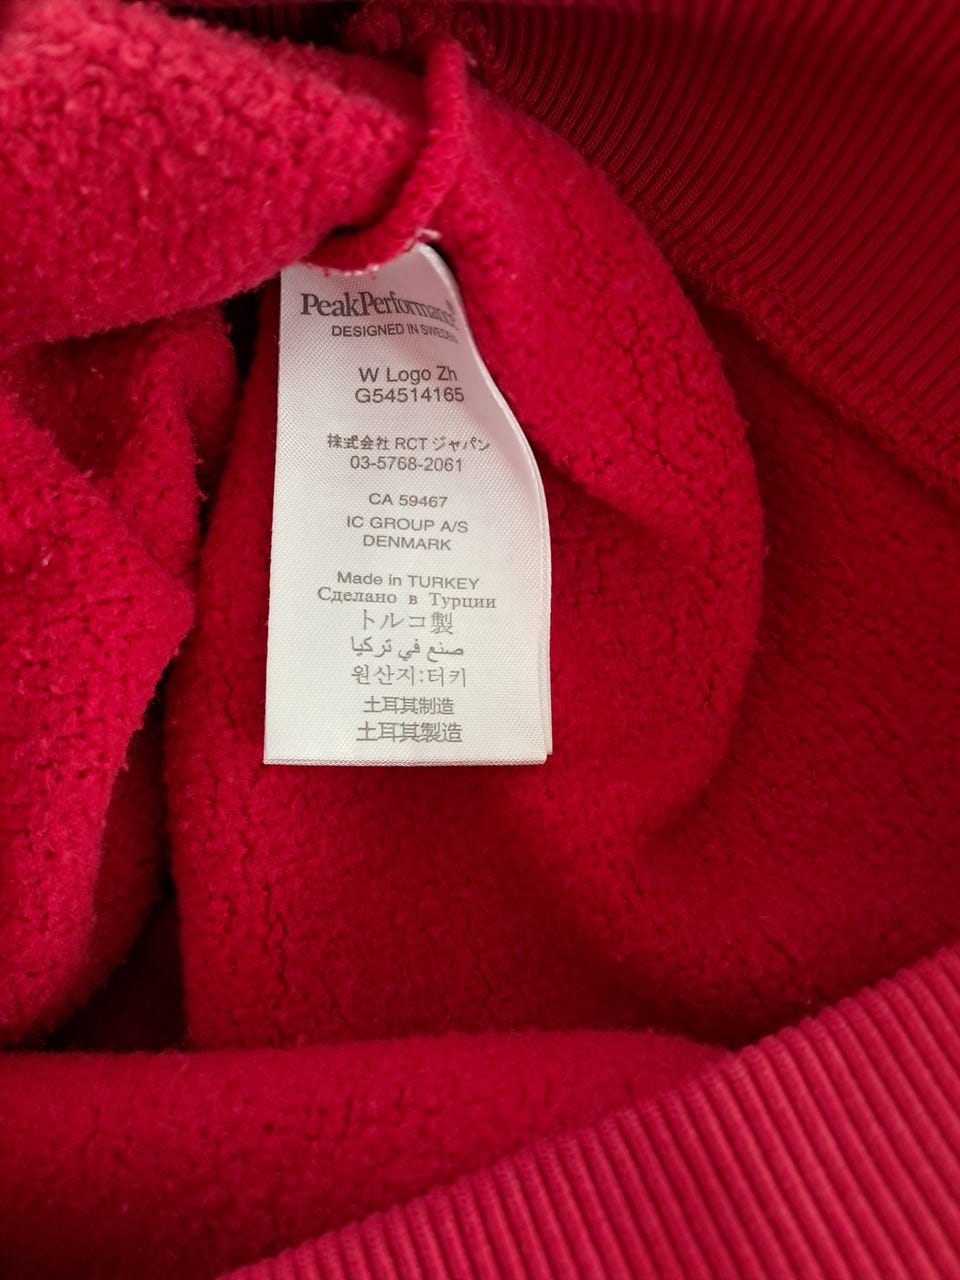 PeakPerformance
DESIGNED IN SWEDEN
W Logo Zh
G54514165
株式会社 RCT ジャパン
03-5768-2061
CA 59467
IC GROUP A/S
DENMARK
Made in TURKEY
Сделано в Турции
トルコ製
صنع في تركيا
원산지:터키
土耳其制造
土耳其製造